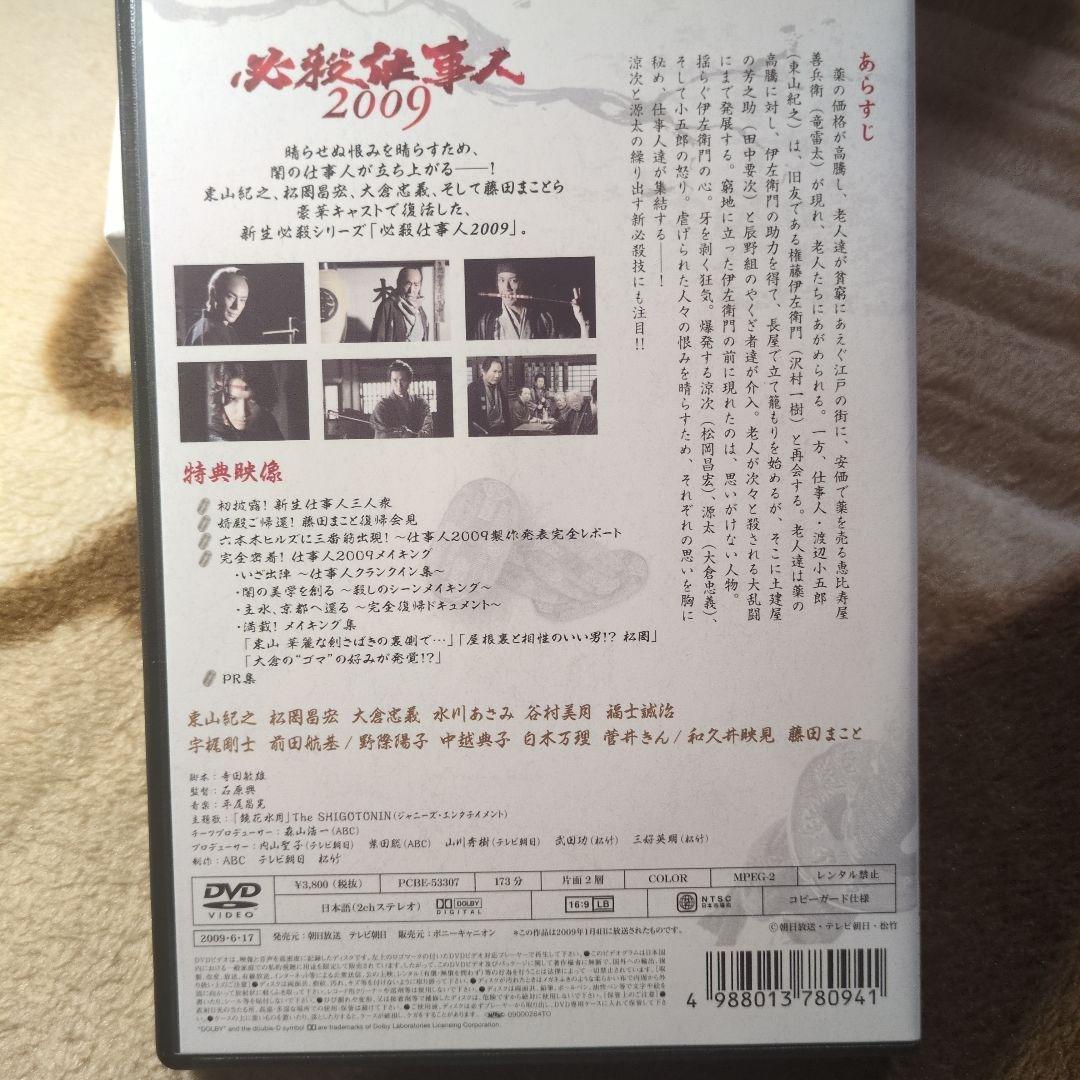 必殺仕事人
2009
晴らせぬ恨みを晴らすため、
闇の仕事人が立ち上がる――!
東山紀之、松岡昌宏、大倉忠義、そして藤田まことら
豪華キャストで復活した、
新生必殺シリーズ「必殺仕事人2009」。
あらすじ
薬の価格が高騰し、老人達が貧窮にあえぐ江戸の街に、安価で薬を売る恵比寿屋
善兵衛（竜雷太）が現れ、老人たちにあがめられる。一方、仕事人・渡辺小五郎
（東山紀之）は、旧友である権藤伊左衛門（沢村一樹）と再会する。老人達は薬の
高騰に対し、伊左衛門の助力を得て、長屋で立て籠もりを始めるが、そこに土建屋
の芳之助（田中要次）と辰野組のやくざ者達が介入。老人が次々と殺される大乱闘
にまで発展する。窮地に立った伊左衛門の前に現れたのは、思いがけない人物。
揺らぐ伊左衛門の心。牙を剥く狂気。爆発する涼次（松岡昌宏）、源太（大倉忠義）、
そして小五郎の怒り。虐げられた人々の恨みを晴らすため、それぞれの思いを胸に
秘め、仕事人達が集結する――!
涼次と源太の繰り出す新必殺技にも注目!!
特典映像
初披露! 新生仕事人三人衆
婿殿ご帰還! 藤田まこと復帰会見
六本木ヒルズに三番筋出現! ～仕事人2009製作発表完全レポート
完全密着! 仕事人2009メイキング
・いざ出陣 ～仕事人クランクイン集～
・闇の美学を創る ～殺しのシーンメイキング～
・主水、京都へ還る ～完全復帰ドキュメント～
・満載! メイキング集
「東山 華麗な剣さばきの裏側で…」「屋根裏と相性のいい男!? 松岡」
「大倉の"ゴマ"の好みが発覚!?」
PR集
東山紀之 松岡昌宏 大倉忠義 水川あさみ 谷村美月 福士誠治
宇梶剛士 前田航基/野際陽子 中越典子 白木万理 菅井きん/和久井映見 藤田まこと
脚本：寺田敏雄
監督：石原興
音楽：平尾昌晃
主題歌：「鏡花水月」The SHIGOTONIN(ジャニーズ・エンタテイメント)
チーフプロデューサー：森山浩一(ABC)
プロデューサー：内山聖子(テレビ朝日) 柴田聡(ABC) 山川秀樹(テレビ朝日) 武田功(松竹) 三好英明(松竹)
制作：ABC テレビ朝日 松竹
DVD VIDEO
¥3,800（税抜） PCBE-53307 173分 片面2層 COLOR MPEG-2 レンタル禁止
日本語(2chステレオ) DOLBY DIGITAL 16:9 LB NTSC 日本市場向 コピーガード仕様
2009・6・17 発売元：朝日放送 テレビ朝日 販売元：ポニーキャニオン ＊この作品は2009年1月4日に放送されたものです。
©朝日放送・テレビ朝日・松竹
09000264TO
"DOLBY" and the double-D symbol are trademarks of Dolby Laboratories Licensing Corporation.
4 988013 780941